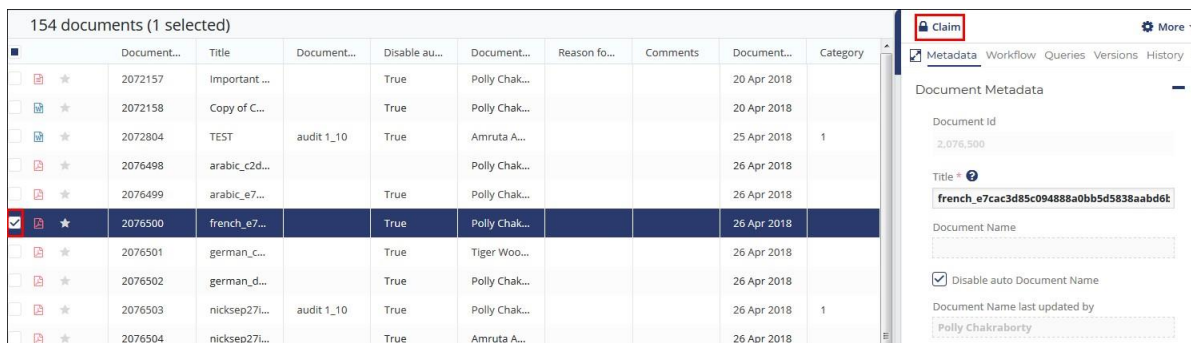 154 documents (1 selected)
Document... Title Document... Disable au... Document... Reason fo... Comments Document... Category
2072157 Important ... True Polly Chak... 20 Apr 2018
2072158 Copy of C... True Polly Chak... 20 Apr 2018
2072804 TEST audit 1_10 True Amruta A... 25 Apr 2018 1
2076498 arabic_c2d... Polly Chak... 26 Apr 2018
2076499 arabic_e7... True Polly Chak... 26 Apr 2018
2076500 french_e7... True Polly Chak... 26 Apr 2018
2076501 german_c... True Tiger Woo... 26 Apr 2018
2076502 german_d... True Polly Chak... 26 Apr 2018
2076503 nicksep27i... audit 1_10 True Polly Chak... 26 Apr 2018 1
2076504 nicksep27i... True Amruta A... 26 Apr 2018
Claim More
Metadata Workflow Queries Versions History
Document Metadata
Document Id
2,076,500
Title * ?
french_e7cac3d85c094888a0bb5d5838aabd6b
Document Name
Disable auto Document Name
Document Name last updated by
Polly Chakraborty